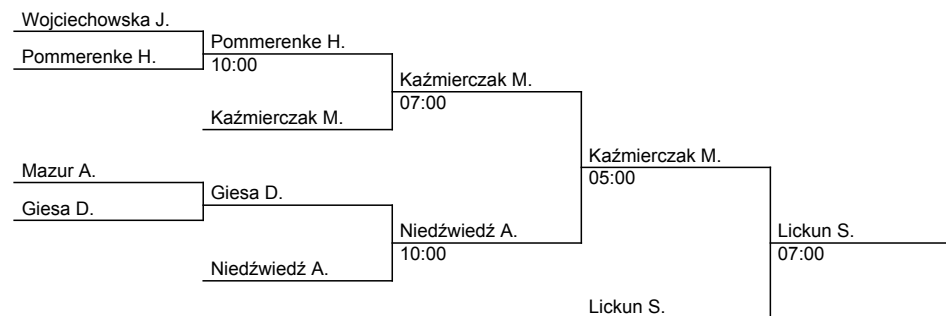 Wojciechowska J.
Pommerenke H.
Pommerenke H.
10:00
Kaźmierczak M.
07:00
Kaźmierczak M.
Kaźmierczak M.
05:00
Mazur A.
Giesa D.
Giesa D.
Niedźwiedź A.
10:00
Niedźwiedź A.
Lickun S.
07:00
Lickun S.